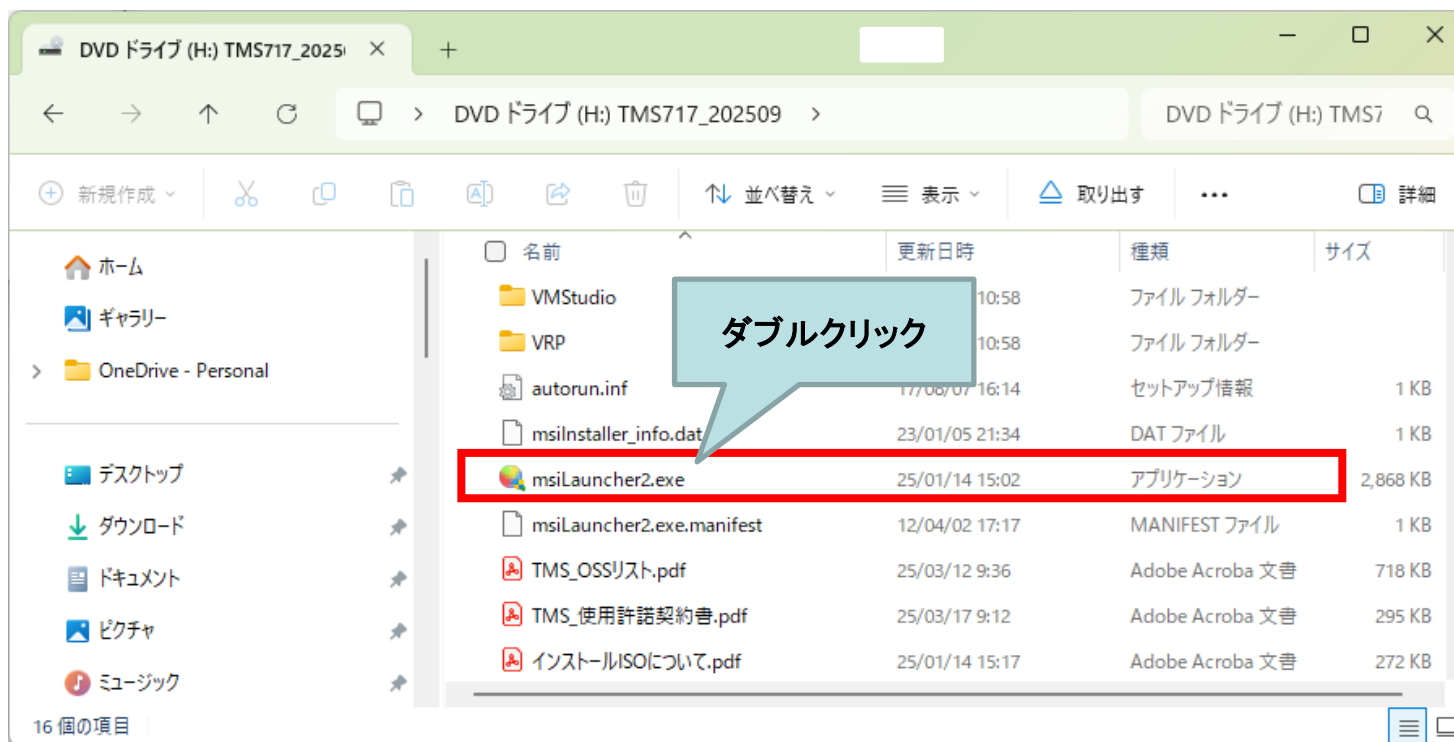 DVD ドライブ (H:) TMS717_2025
DVD ドライブ (H:) TMS717_202509
DVD ドライブ (H:) TMS7
新規作成
並べ替え
表示
取り出す
詳細
ホーム
ギャラリー
OneDrive - Personal
デスクトップ
ダウンロード
ドキュメント
ピクチャ
ミュージック
名前 更新日時 種類 サイズ
VMStudio 10:58 ファイル フォルダー
VRP 10:58 ファイル フォルダー
autorun.inf 17/08/07 16:14 セットアップ情報 1 KB
msiInstaller_info.dat 23/01/05 21:34 DAT ファイル 1 KB
msiLauncher2.exe 25/01/14 15:02 アプリケーション 2,868 KB
msiLauncher2.exe.manifest 12/04/02 17:17 MANIFEST ファイル 1 KB
TMS_OSSリスト.pdf 25/03/12 9:36 Adobe Acroba 文書 718 KB
TMS_使用許諾契約書.pdf 25/03/17 9:12 Adobe Acroba 文書 295 KB
インストールISOについて.pdf 25/01/14 15:17 Adobe Acroba 文書 272 KB
ダブルクリック
16 個の項目